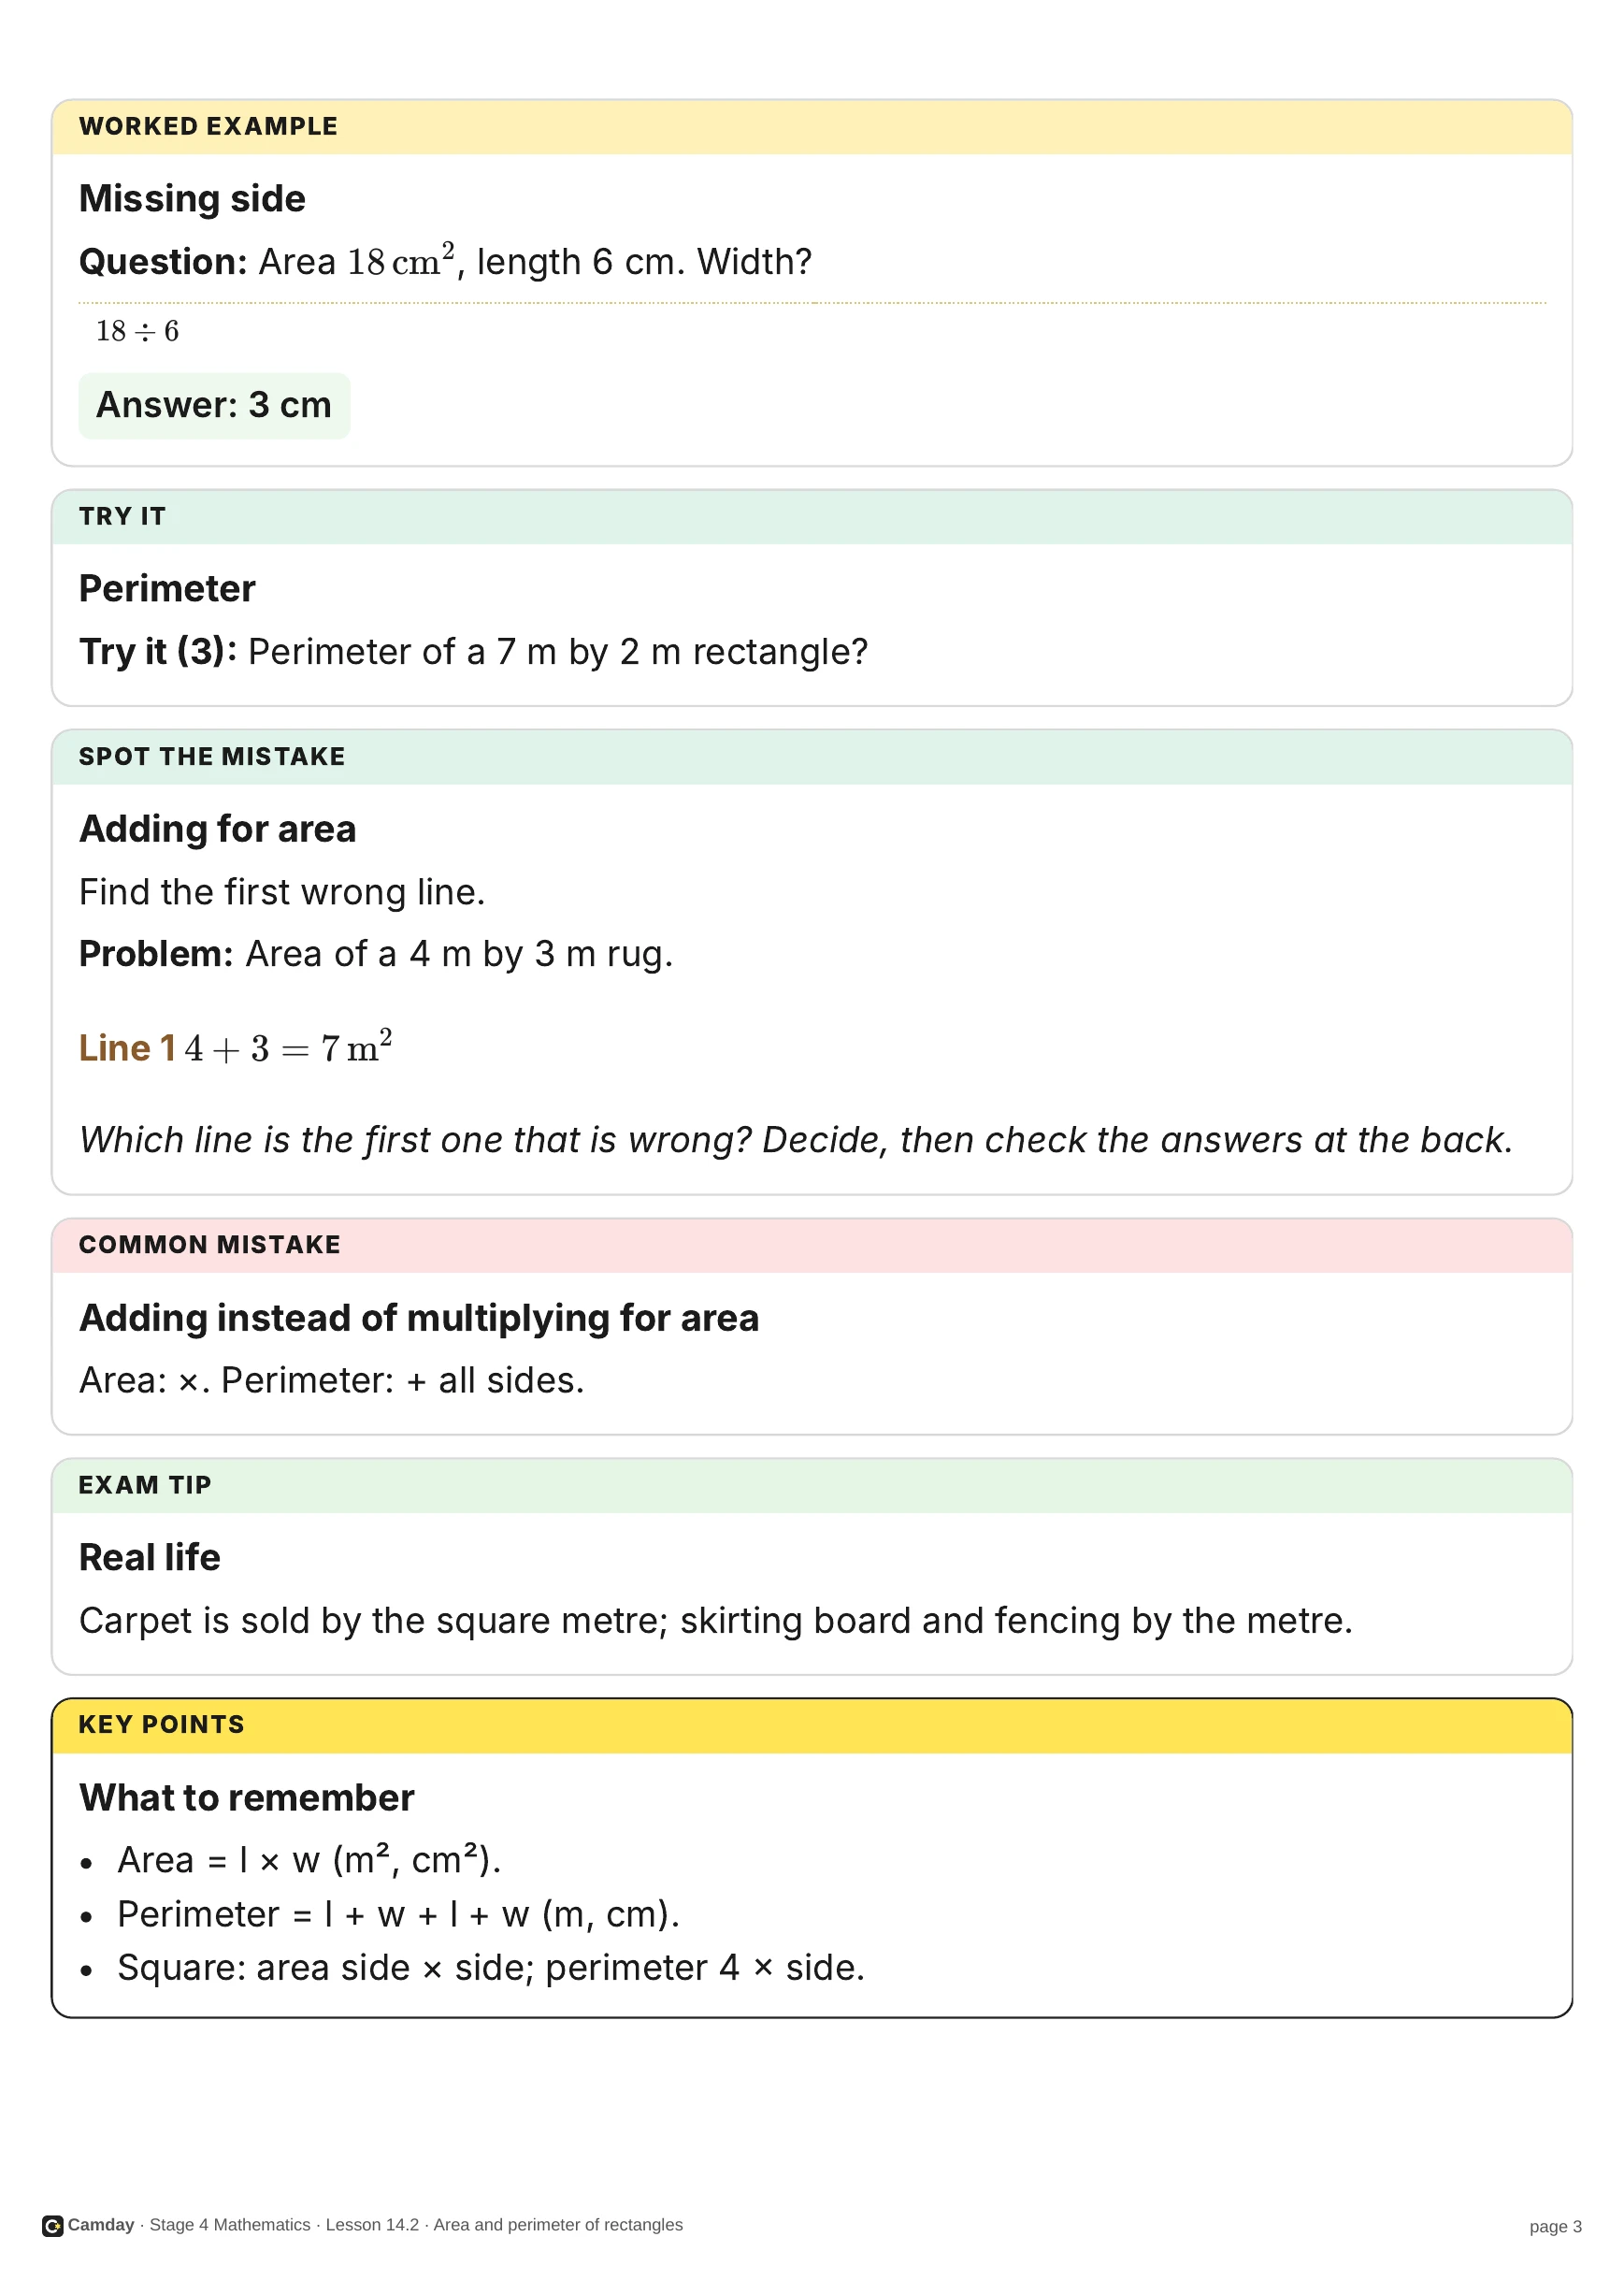 WORKED EXAMPLE
Missing side
Question: Area 18 cm², length 6 cm. Width?
18 ÷ 6
Answer: 3 cm
TRY IT
Perimeter
Try it (3): Perimeter of a 7 m by 2 m rectangle?
SPOT THE MISTAKE
Adding for area
Find the first wrong line.
Problem: Area of a 4 m by 3 m rug.
Line 1 4 + 3 = 7 m²
Which line is the first one that is wrong? Decide, then check the answers at the back.
COMMON MISTAKE
Adding instead of multiplying for area
Area: ×. Perimeter: + all sides.
EXAM TIP
Real life
Carpet is sold by the square metre; skirting board and fencing by the metre.
KEY POINTS
What to remember
• Area = l × w (m², cm²).
• Perimeter = l + w + l + w (m, cm).
• Square: area side × side; perimeter 4 × side.
Camday · Stage 4 Mathematics · Lesson 14.2 · Area and perimeter of rectangles
page 3